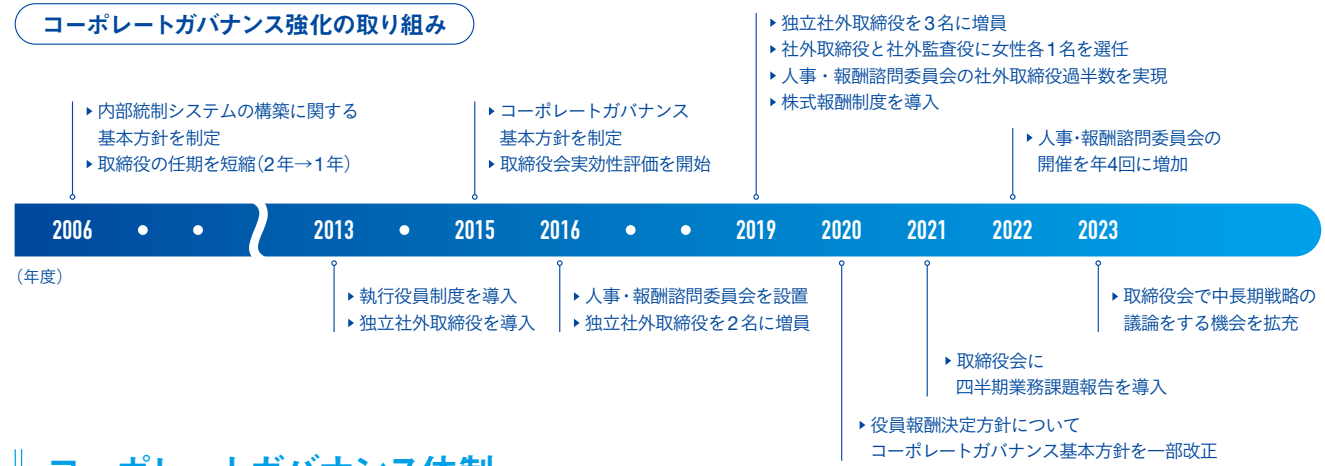 コーポレートガバナンス強化の取り組み
▸内部統制システムの構築に関する
基本方針を制定
▸取締役の任期を短縮(2年→1年)
▸コーポレートガバナンス
基本方針を制定
▸取締役会実効性評価を開始
▸独立社外取締役を3名に増員
▸社外取締役と社外監査役に女性各1名を選任
▸人事・報酬諮問委員会の社外取締役過半数を実現
▸株式報酬制度を導入
▸人事・報酬諮問委員会の
開催を年4回に増加
2006 2013 2015 2016 2019 2020 2021 2022 2023
(年度)
▸執行役員制度を導入
▸独立社外取締役を導入
▸人事・報酬諮問委員会を設置
▸独立社外取締役を2名に増員
▸取締役会で中長期戦略の
議論をする機会を拡充
▸取締役会に
四半期業務課題報告を導入
▸役員報酬決定方針について
コーポレートガバナンス基本方針を一部改正
コーポレートガバナンス体制